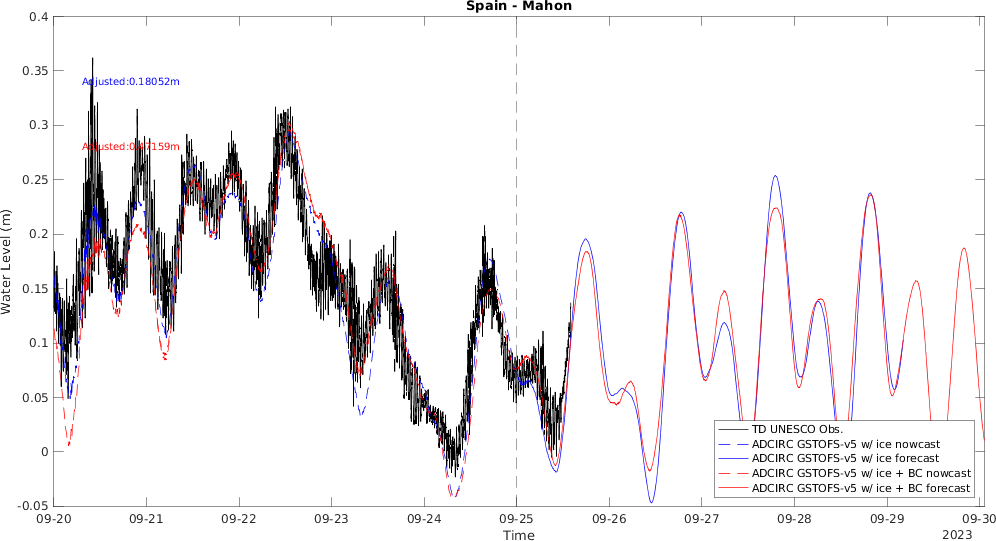 Spain - Mahon
0.4
0.35
0.3
0.25
0.2
0.15
0.1
0.05
0
-0.05
Water Level (m)
Adjusted:0.18052m
TD UNESCO Obs.
ADCIRC GSTOFS-v5 w/ ice nowcast
ADCIRC GSTOFS-v5 w/ ice forecast
ADCIRC GSTOFS-v5 w/ ice + BC nowcast
ADCIRC GSTOFS-v5 w/ ice + BC forecast
09-20 09-21 09-22 09-23 09-24 09-25 09-26 09-27 09-28 09-29 09-30
Time
2023